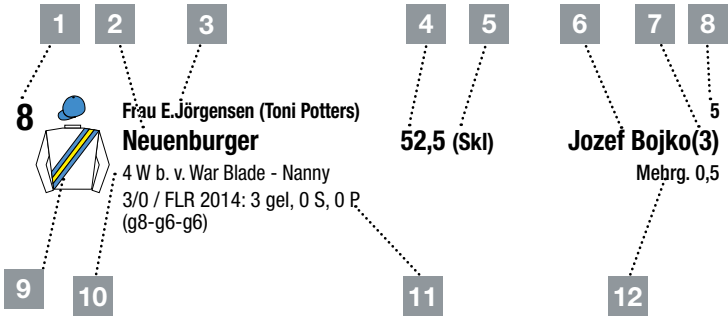 1 2 3 4 5 6 7 8
8 Frau E.Jörgensen (Toni Potters) 5
Neuenburger 52,5 (Skl) Jozef Bojko(3)
4 W b. v. War Blade - Nanny Mehrg. 0,5
3/0 / FLR 2014: 3 gel, 0 S, 0 P
(g8-g6-g6)
9 10 11 12